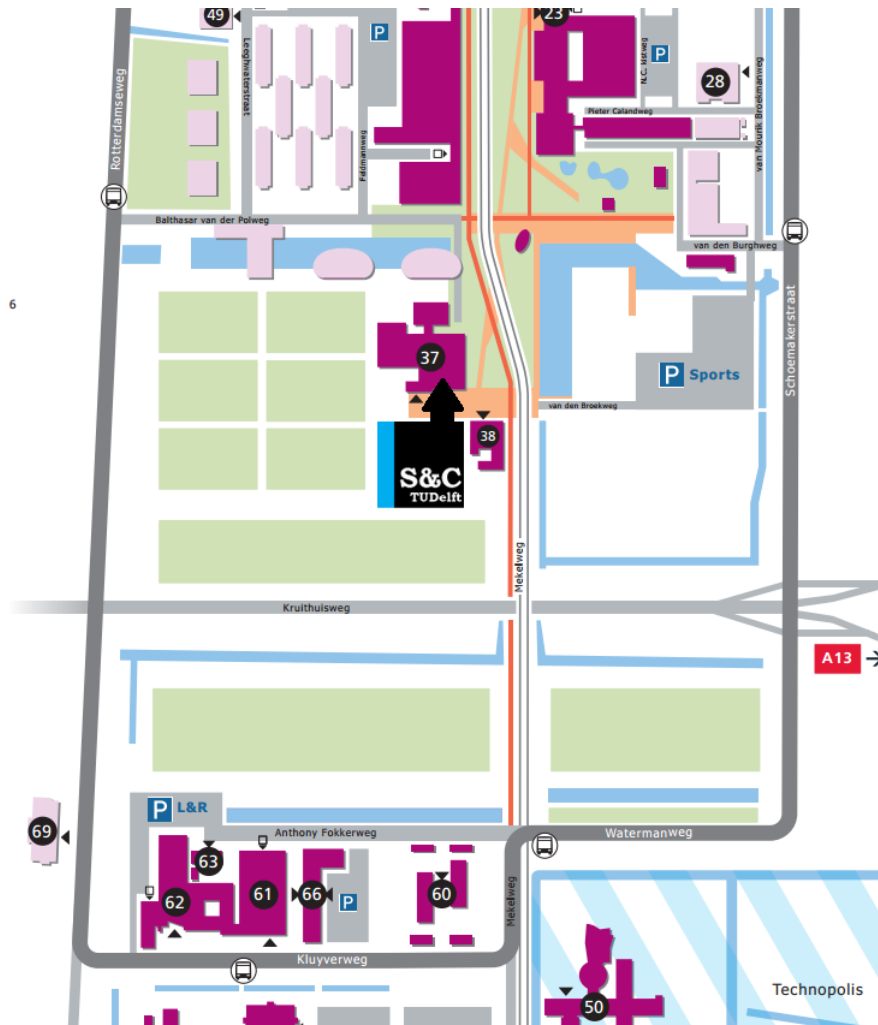 49
23
P
P
Leeghwaterstraat
N.C. kistweg
28
Rotterdamseweg
Feldmannweg
Pieter Calandweg
van Mourik Broekmanweg
Balthasar van der Polweg
van den Burghweg
6
37
P Sports
Schoemakerstraat
van den Broekweg
38
S&C
TUDelft
Mekelweg
Kruithuisweg
A13
P L&R
69
Anthony Fokkerweg
Watermanweg
63
62
61
66
P
60
Mekelweg
Kluyverweg
Technopolis
50